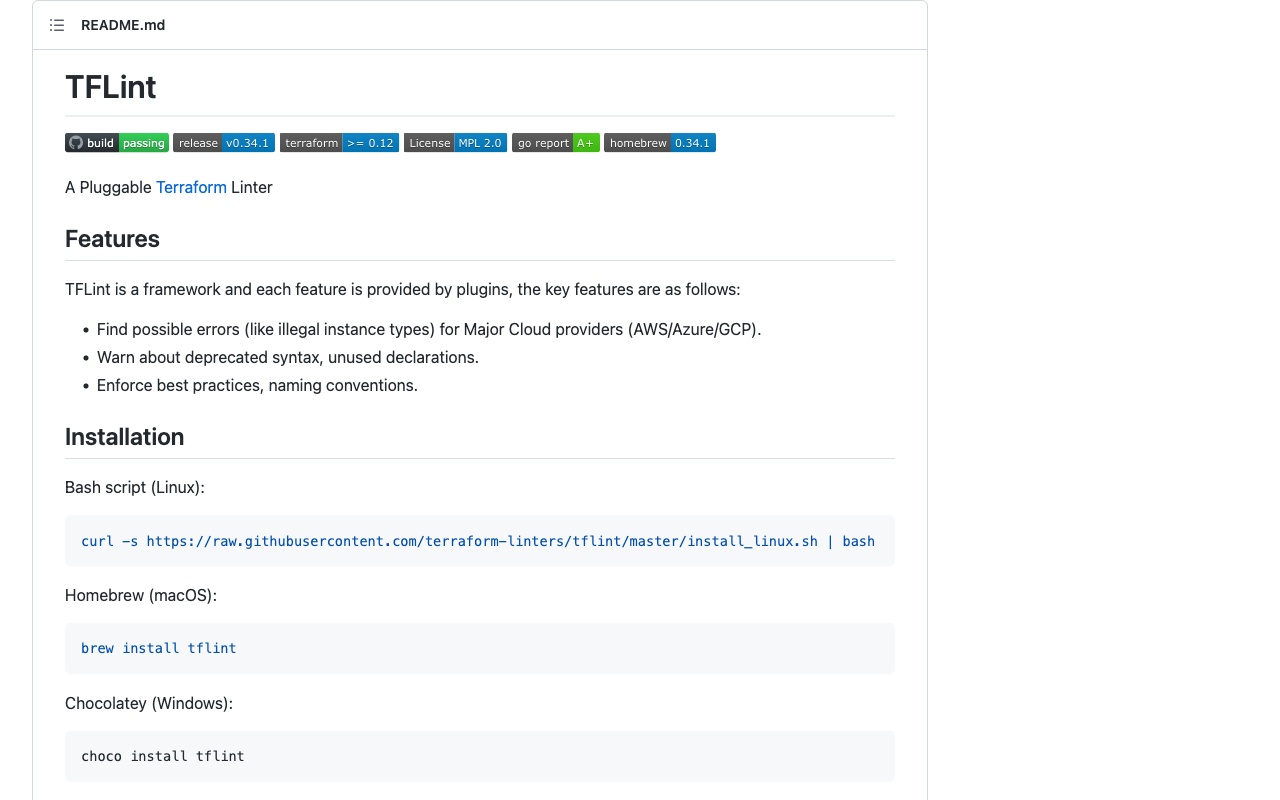 README.md
TFLint
build passing release v0.34.1 terraform >= 0.12 License MPL 2.0 go report A+ homebrew 0.34.1
A Pluggable Terraform Linter
Features
TFLint is a framework and each feature is provided by plugins, the key features are as follows:
• Find possible errors (like illegal instance types) for Major Cloud providers (AWS/Azure/GCP).
• Warn about deprecated syntax, unused declarations.
• Enforce best practices, naming conventions.
Installation
Bash script (Linux):
curl -s https://raw.githubusercontent.com/terraform-linters/tflint/master/install_linux.sh | bash
Homebrew (macOS):
brew install tflint
Chocolatey (Windows):
choco install tflint